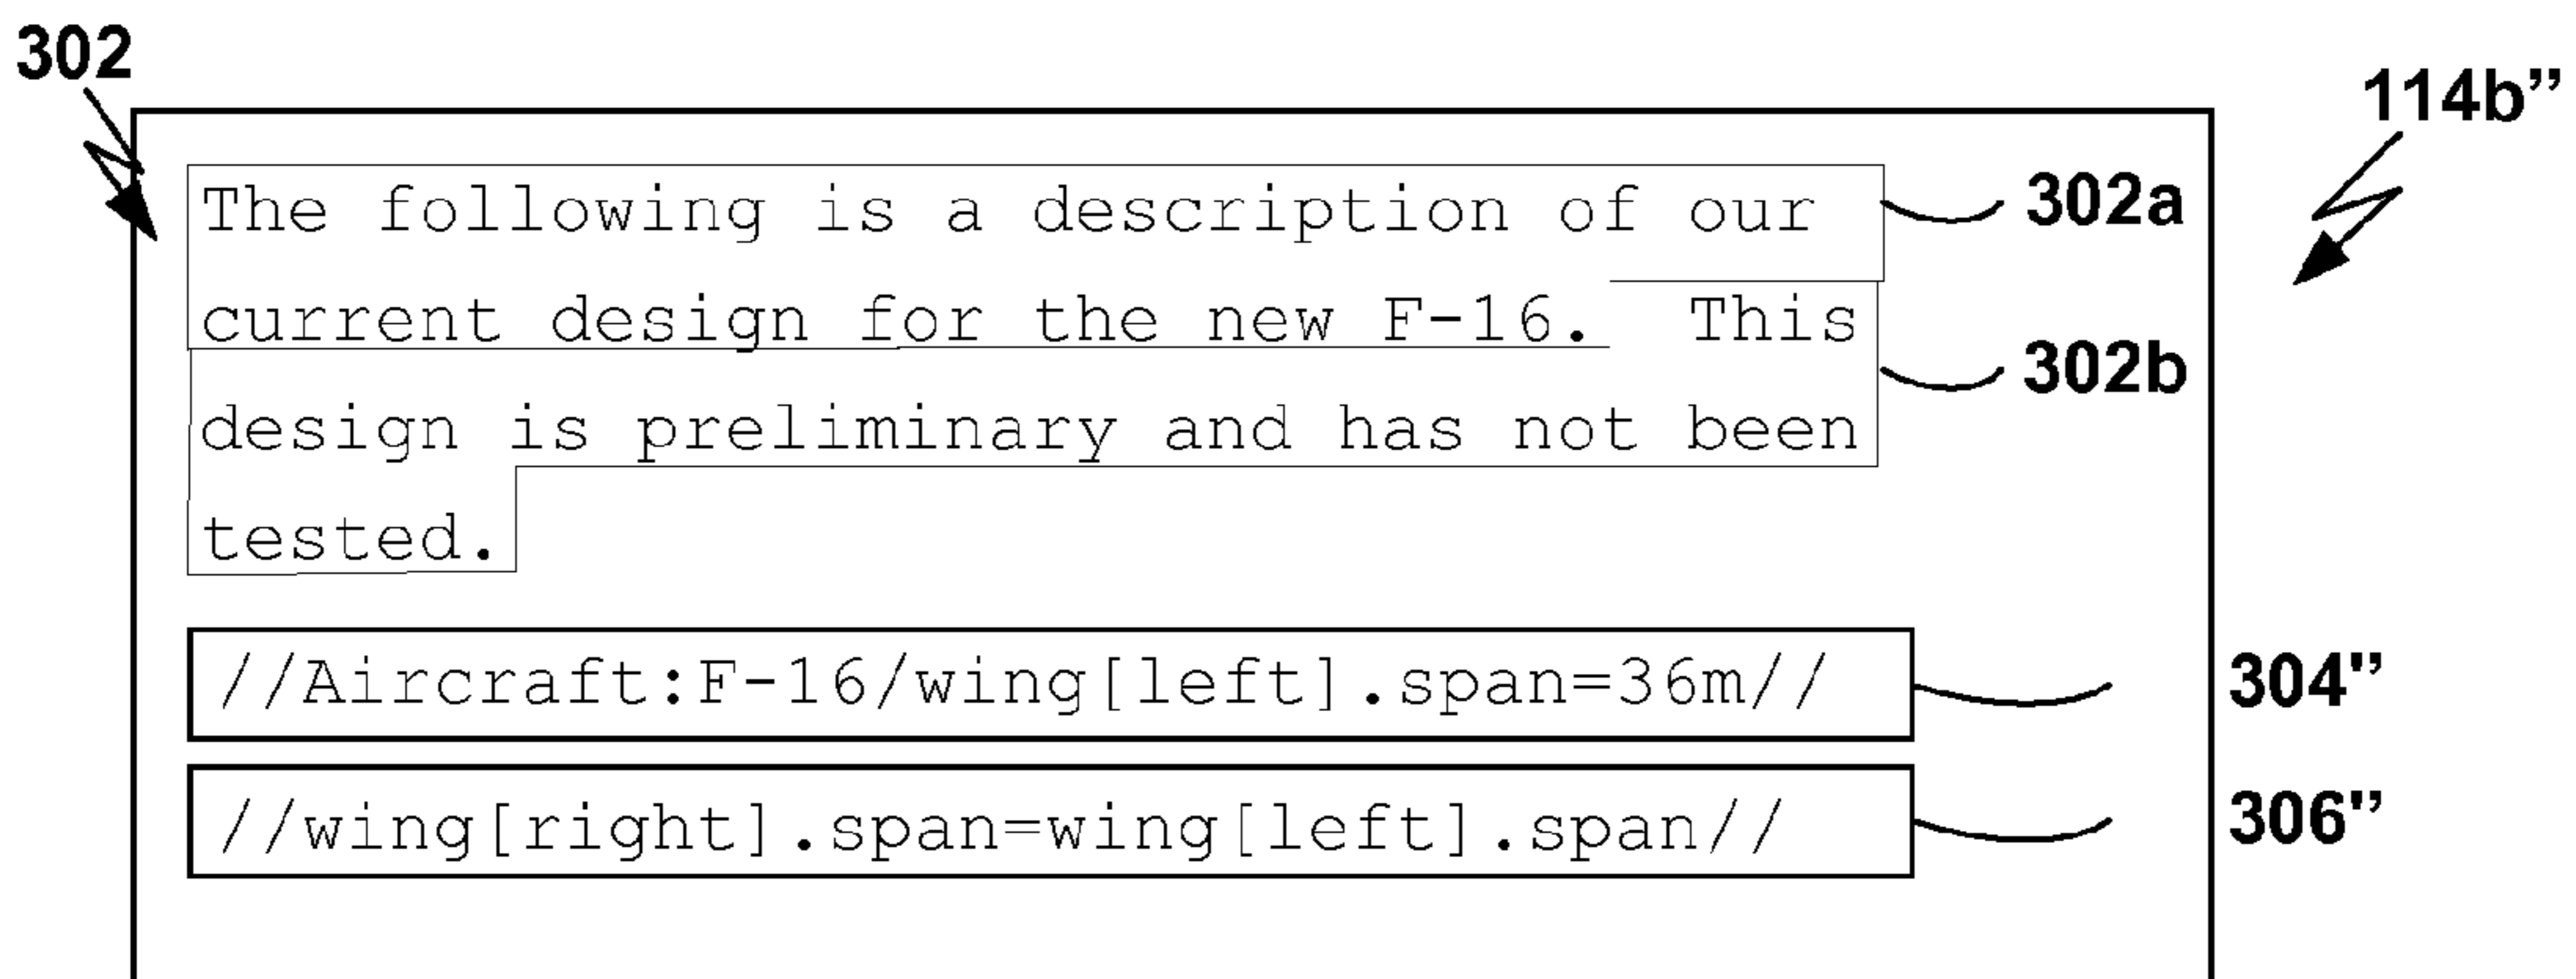 302
114b”
The following is a description of our
302a
current design for the new F-16. This
302b
design is preliminary and has not been
tested.
//Aircraft:F-16/wing[left].span=36m//
304”
//wing[right].span=wing[left].span//
306”